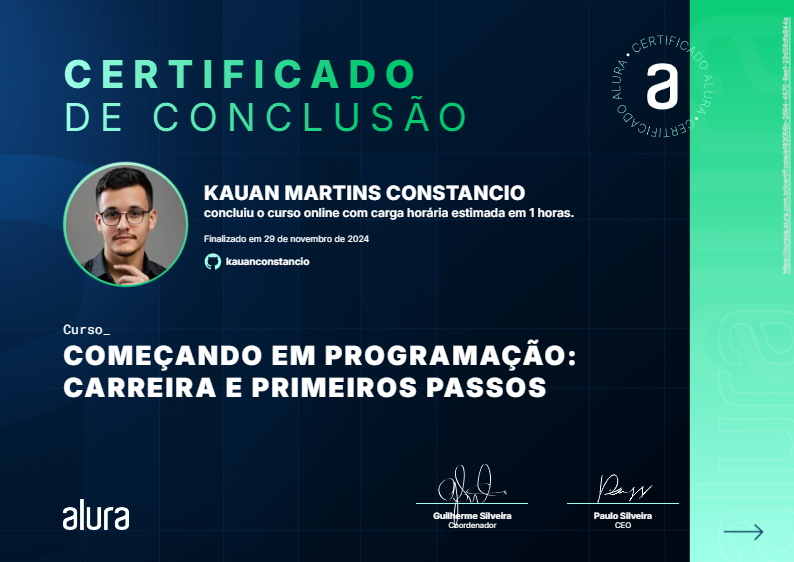 CERTIFICADO
DE CONCLUSÃO
ALURA • CERTIFICADO ALURA • CERTIFICADO
a
KAUAN MARTINS CONSTANCIO
concluiu o curso online com carga horária estimada em 1 horas.
Finalizado em 29 de novembro de 2024
kauanconstancio
Curso_
COMEÇANDO EM PROGRAMAÇÃO:
CARREIRA E PRIMEIROS PASSOS
alura
Guilherme Silveira
Coordenador
Paulo Silveira
CEO
alura